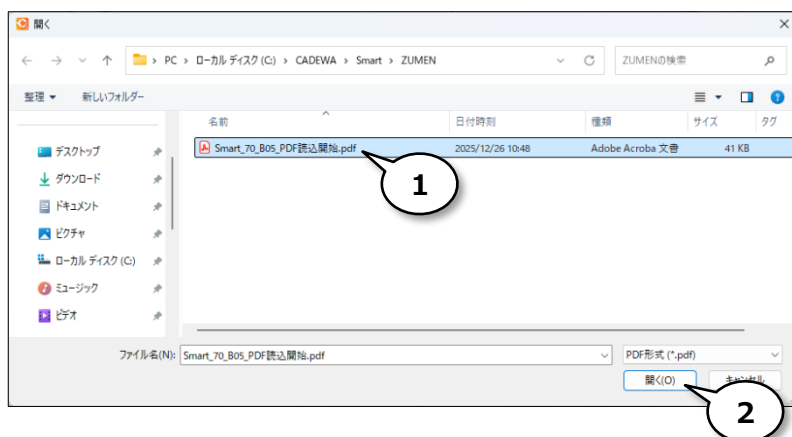 開く
PC › ローカル ディスク (C:) › CADEWA › Smart › ZUMEN
ZUMENの検索
整理 新しいフォルダー
名前 日付時刻 種類 サイズ タグ
Smart_70_B05_PDF読込開始.pdf 2025/12/26 10:48 Adobe Acroba 文書 41 KB
1
デスクトップ
ダウンロード
ドキュメント
ピクチャ
ローカル ディスク (C:)
ミュージック
ビデオ
ファイル名(N): Smart_70_B05_PDF読込開始.pdf PDF形式 (*.pdf)
開く(O) キャンセル
2